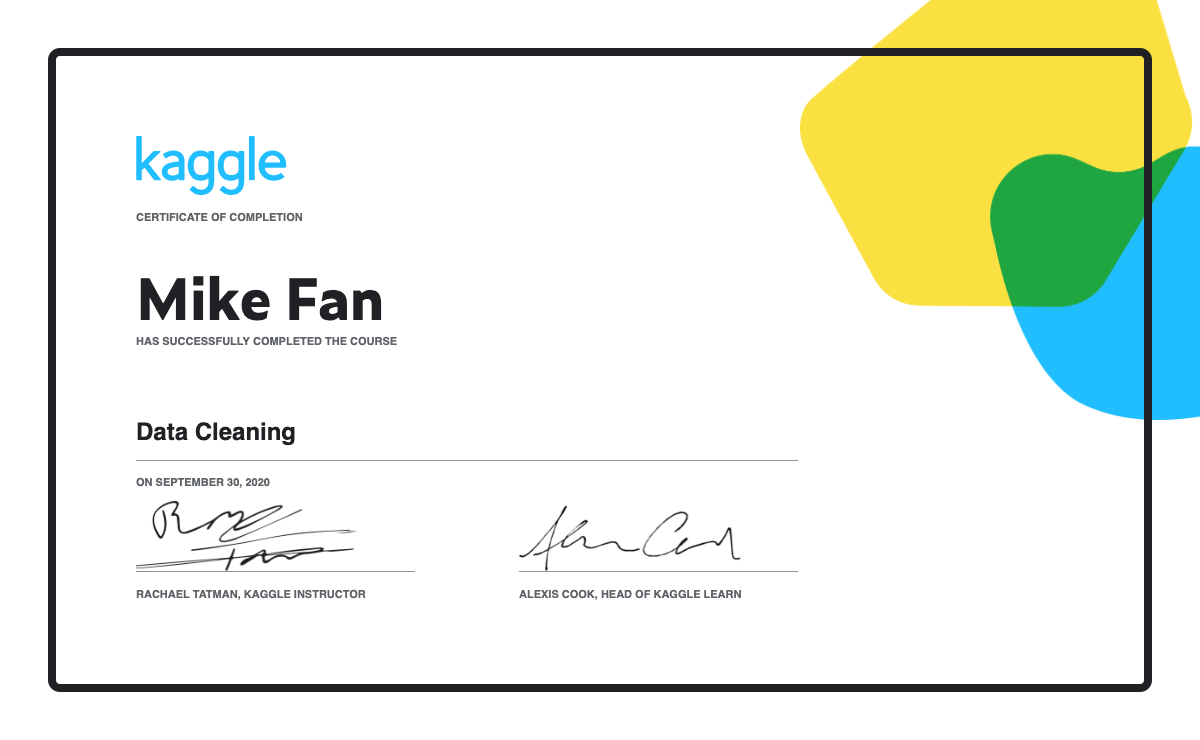 kaggle
CERTIFICATE OF COMPLETION
Mike Fan
HAS SUCCESSFULLY COMPLETED THE COURSE
Data Cleaning
ON SEPTEMBER 30, 2020
RACHAEL TATMAN, KAGGLE INSTRUCTOR
ALEXIS COOK, HEAD OF KAGGLE LEARN